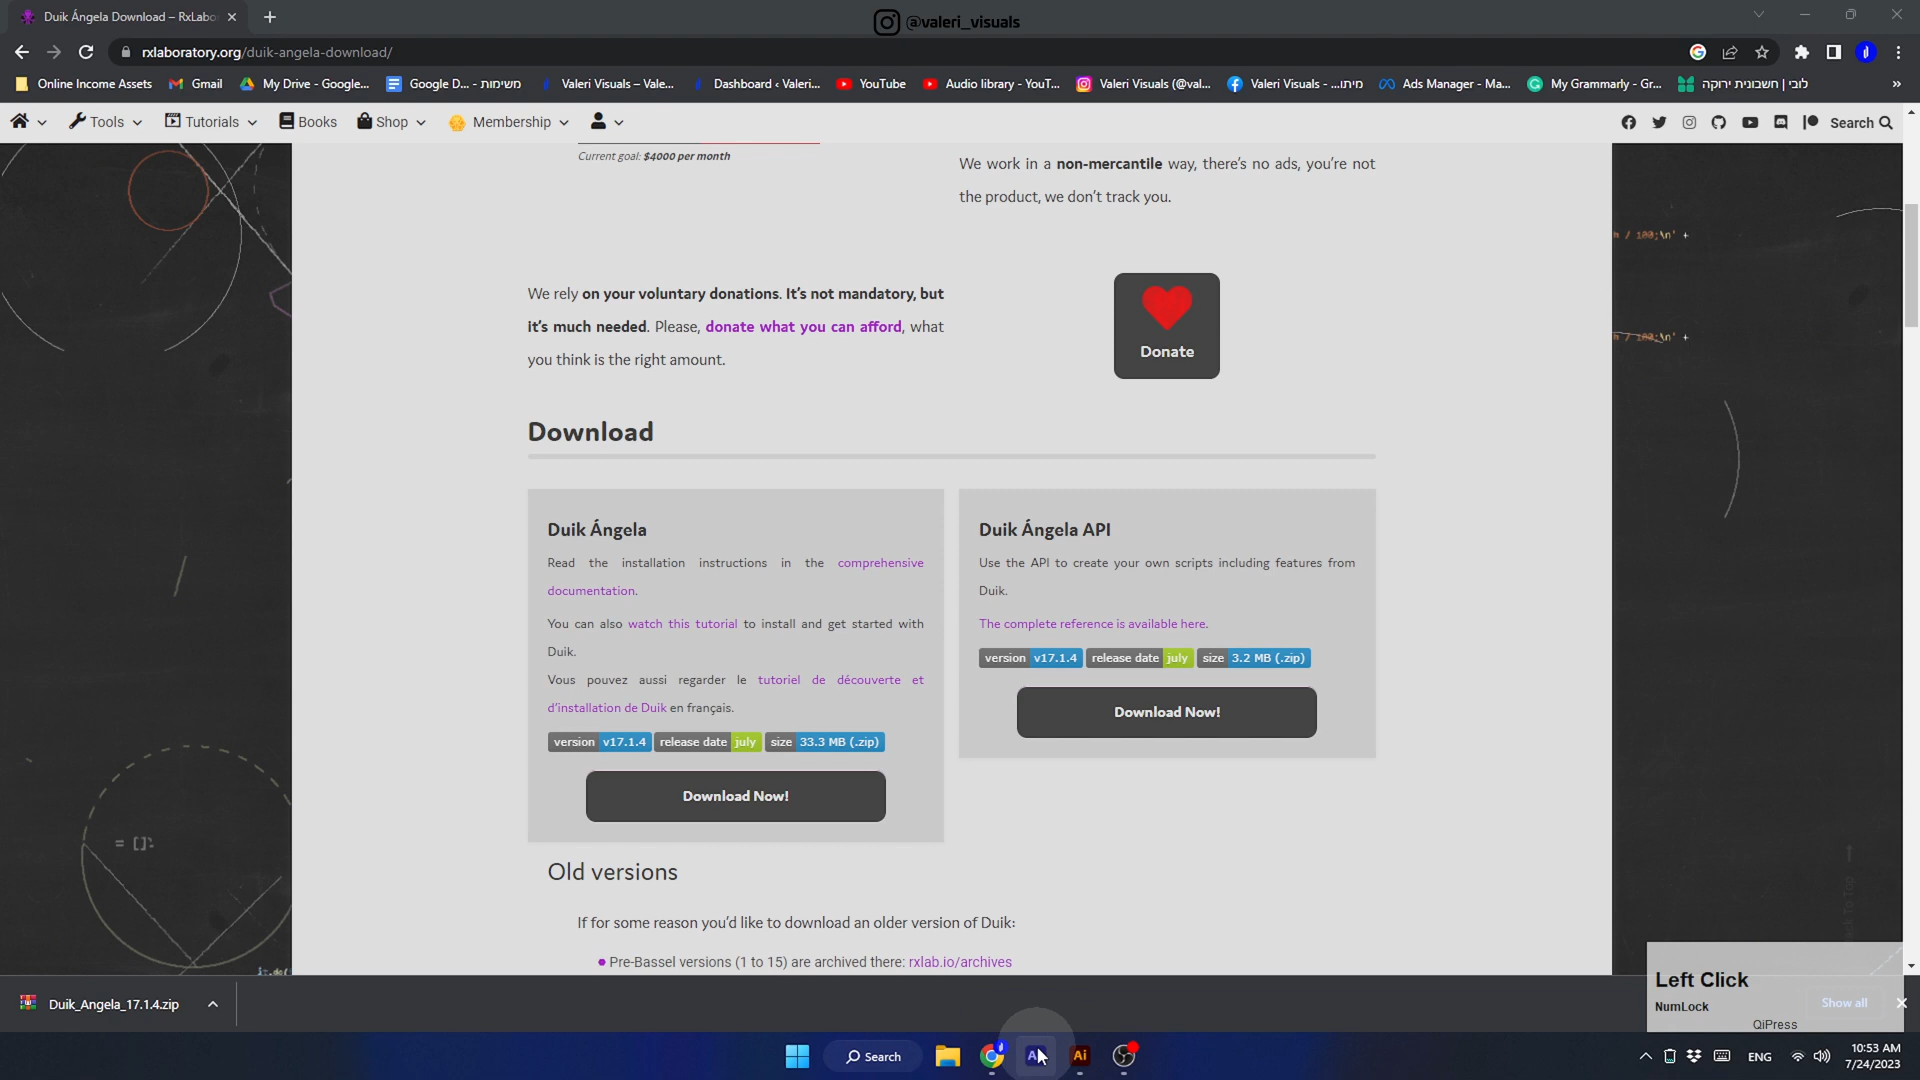 Duik Ángela Download – RxLabo
@valeri_visuals
rxlaboratory.org/duik-angela-download/
Online Income Assets
Gmail
My Drive - Google...
Google D... - משימות
Valeri Visuals – Vale...
Dashboard ‹ Valeri...
YouTube
Audio library - YouT...
Valeri Visuals (@val...
Valeri Visuals - ...מיתו
Ads Manager - Ma...
My Grammarly - Gr...
לובי | חשבונית ירוקה
»
Tools
Tutorials
Books
Shop
Membership
Search
Current goal: $4000 per month
We work in a non-mercantile way, there's no ads, you're not
the product, we don't track you.
h / 100;\n' +
h / 100;\n' +
We rely on your voluntary donations. It's not mandatory, but
it's much needed. Please, donate what you can afford, what
you think is the right amount.
Donate
Download
Duik Ángela
Read the installation instructions in the comprehensive
documentation.
You can also watch this tutorial to install and get started with
Duik.
Vous pouvez aussi regarder le tutoriel de découverte et
d'installation de Duik en français.
version v17.1.4 release date july size 33.3 MB (.zip)
Download Now!
Duik Ángela API
Use the API to create your own scripts including features from
Duik.
The complete reference is available here.
version v17.1.4 release date july size 3.2 MB (.zip)
Download Now!
= []';
Back To Top
Old versions
If for some reason you'd like to download an older version of Duik:
Pre-Bassel versions (1 to 15) are archived there: rxlab.io/archives
Left Click
NumLock
QiPress
Show all
Duik_Angela_17.1.4.zip
Search
Ai
ENG
10:53 AM
7/24/2023